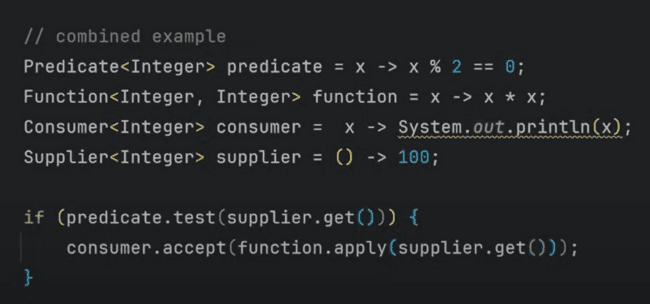 // combined example
Predicate<Integer> predicate = x -> x % 2 == 0;
Function<Integer, Integer> function = x -> x * x;
Consumer<Integer> consumer =  x -> System.out.println(x);
Supplier<Integer> supplier = () -> 100;
if (predicate.test(supplier.get())) {
    consumer.accept(function.apply(supplier.get()));
}